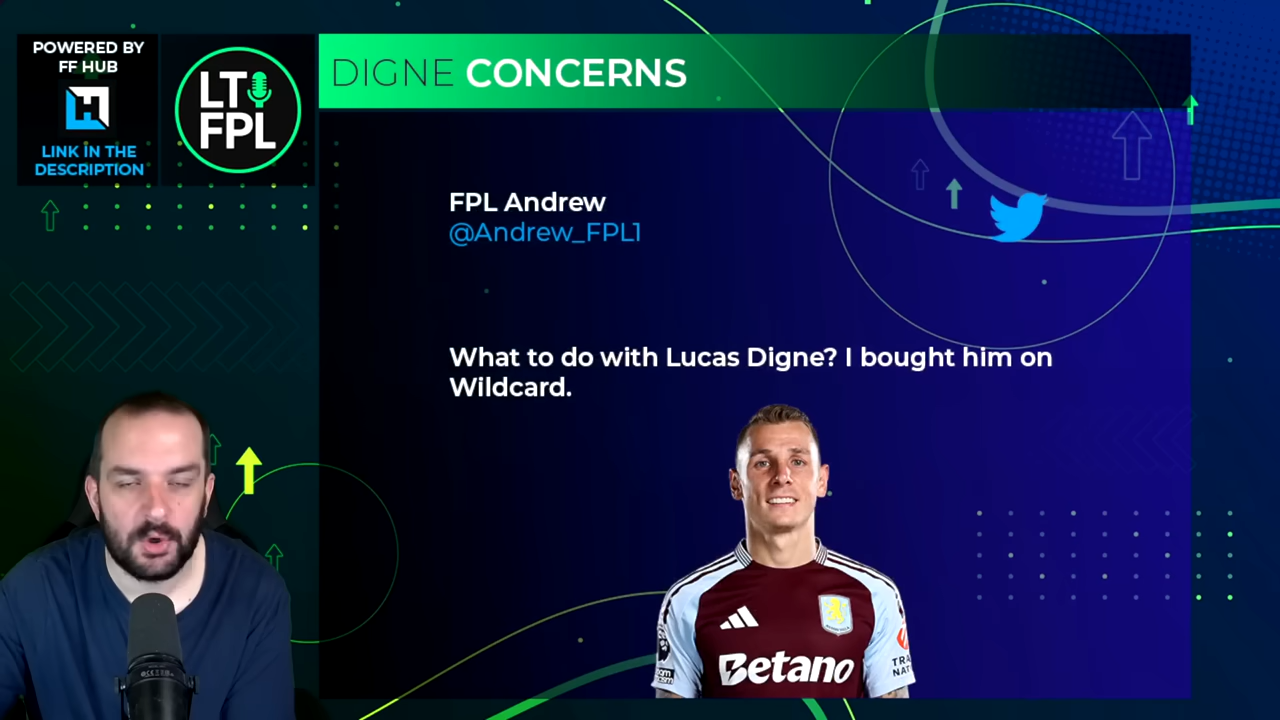 POWERED BY
FF HUB
LINK IN THE
DESCRIPTION
LT
FPL
DIGNE CONCERNS
FPL Andrew
@Andrew_FPL1
What to do with Lucas Digne? I bought him on
Wildcard.
Betano